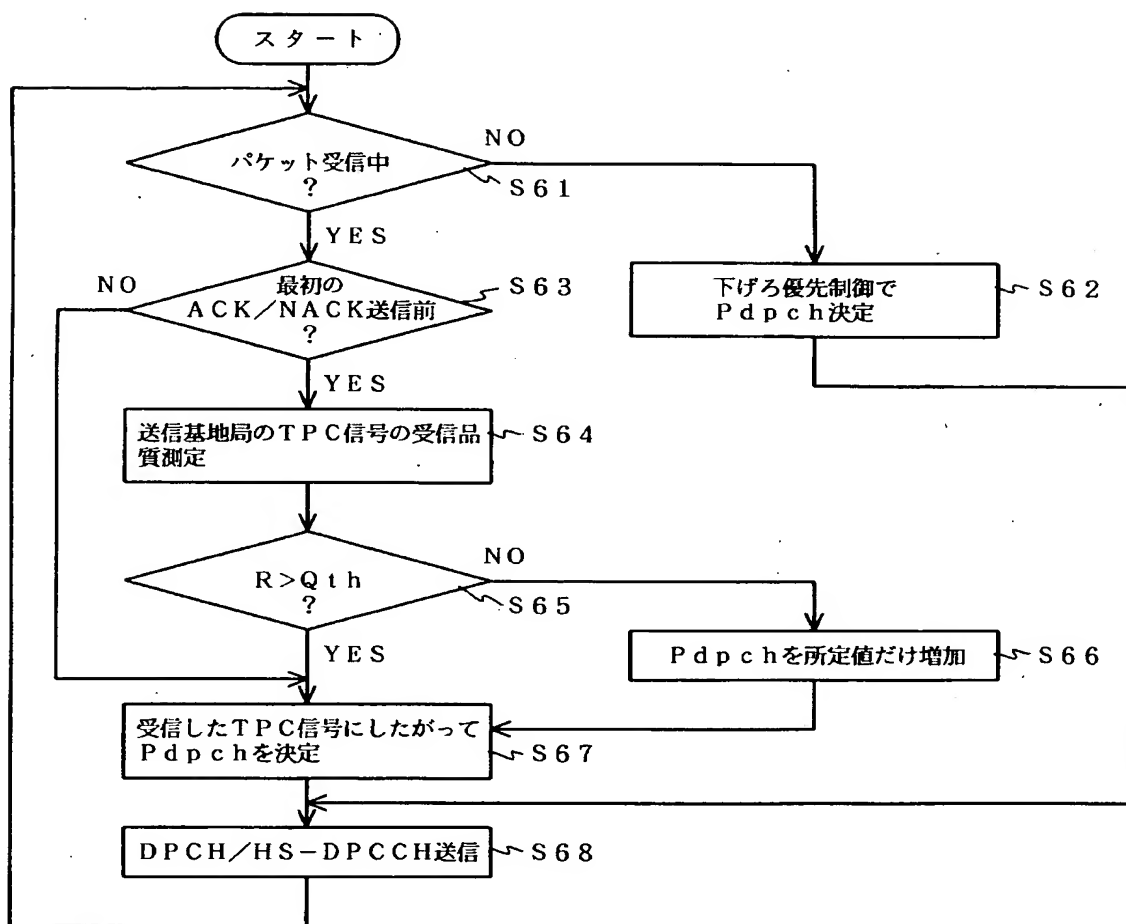 スタート
パケット受信中
?
NO
S61
YES
下げろ優先制御で
Pdpch決定
S62
NO
最初の
ACK/NACK送信前
?
S63
YES
送信基地局のTPC信号の受信品
質測定
S64
R>Qth
?
NO
S65
YES
Pdpchを所定値だけ増加
S66
受信したTPC信号にしたがって
Pdpchを決定
S67
DPCH/HS-DPCCH送信
S68